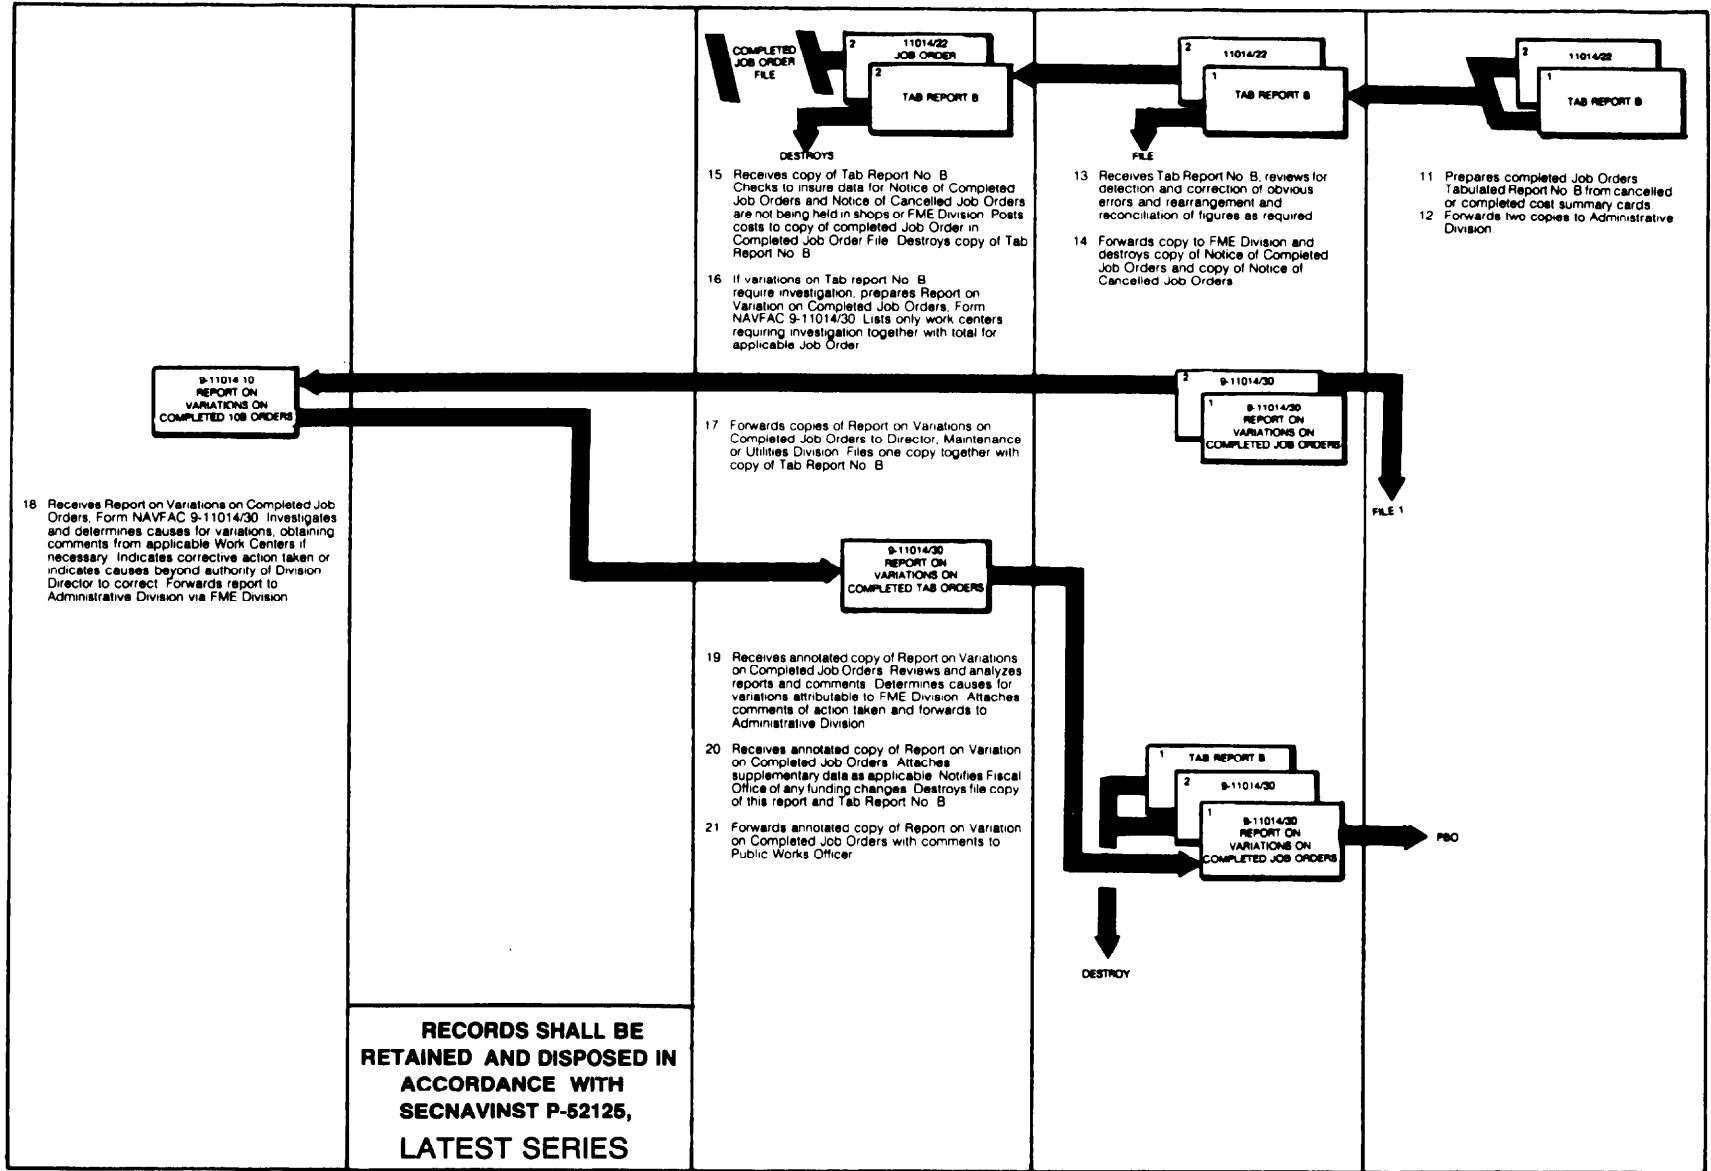 COMPLETED
JOB ORDER
FILE
2 11014/22
JOB ORDER
2
TAB REPORT B
DESTROYS
15 Receives copy of Tab Report No B
Checks to insure data for Notice of Completed
Job Orders and Notice of Cancelled Job Orders
are not being held in shops or FME Division Posts
costs to copy of completed Job Order in
Completed Job Order File Destroys copy of Tab
Report No B
16 If variations on Tab report No B
require investigation, prepares Report on
Variation on Completed Job Orders, Form
NAVFAC 9-11014/30 Lists only work centers
requiring investigation together with total for
applicable Job Order
2 11014/22
1
TAB REPORT B
FILE
13 Receives Tab Report No B, reviews for
detection and correction of obvious
errors and rearrangement and
reconciliation of figures as required
14 Forwards copy to FME Division and
destroys copy of Notice of Completed
Job Orders and copy of Notice of
Cancelled Job Orders
2 11014/22
1
TAB REPORT B
11 Prepares completed Job Orders
Tabulated Report No B from cancelled
or completed cost summary cards
12 Forwards two copies to Administrative
Division
9-11014 10
REPORT ON
VARIATIONS ON
COMPLETED 10B ORDERS
2 9-11014/30
1 9-11014/30
REPORT ON
VARIATIONS ON
COMPLETED JOB ORDERS
FILE 1
17 Forwards copies of Report on Variations on
Completed Job Orders to Director, Maintenance
or Utilities Division Files one copy together with
copy of Tab Report No B
18 Receives Report on Variations on Completed Job
Orders, Form NAVFAC 9-11014/30 Investigates
and determines causes for variations, obtaining
comments from applicable Work Centers if
necessary Indicates corrective action taken or
indicates causes beyond authority of Division
Director to correct Forwards report to
Administrative Division via FME Division
9-11014/30
REPORT ON
VARIATIONS ON
COMPLETED TAB ORDERS
19 Receives annotated copy of Report on Variations
on Completed Job Orders Reviews and analyzes
reports and comments Determines causes for
variations attributable to FME Division Attaches
comments of action taken and forwards to
Administrative Division
20 Receives annotated copy of Report on Variation
on Completed Job Orders Attaches
supplementary data as applicable Notifies Fiscal
Office of any funding changes Destroys file copy
of this report and Tab Report No B
21 Forwards annotated copy of Report on Variation
on Completed Job Orders with comments to
Public Works Officer
1 TAB REPORT B
2 9-11014/30
1 9-11014/30
REPORT ON
VARIATIONS ON
COMPLETED JOB ORDERS
PBO
DESTROY
RECORDS SHALL BE
RETAINED AND DISPOSED IN
ACCORDANCE WITH
SECNAVINST P-52125,
LATEST SERIES